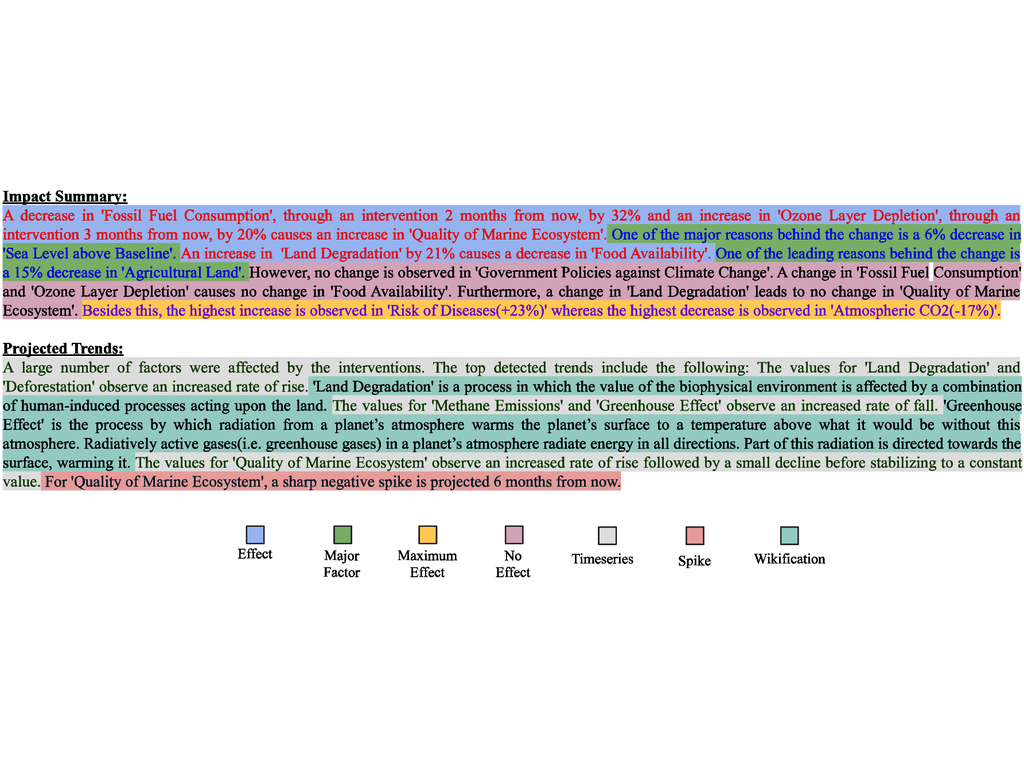 Impact Summary:
A decrease in 'Fossil Fuel Consumption', through an intervention 2 months from now, by 32% and an increase in 'Ozone Layer Depletion', through an
intervention 3 months from now, by 20% causes an increase in 'Quality of Marine Ecosystem'. One of the major reasons behind the change is a 6% decrease in
'Sea Level above Baseline'. An increase in 'Land Degradation' by 21% causes a decrease in 'Food Availability'. One of the leading reasons behind the change is
a 15% decrease in 'Agricultural Land'. However, no change is observed in 'Government Policies against Climate Change'. A change in 'Fossil Fuel Consumption'
and 'Ozone Layer Depletion' causes no change in 'Food Availability'. Furthermore, a change in 'Land Degradation' leads to no change in 'Quality of Marine
Ecosystem'. Besides this, the highest increase is observed in 'Risk of Diseases(+23%)' whereas the highest decrease is observed in 'Atmospheric CO2(-17%)'.
Projected Trends:
A large number of factors were affected by the interventions. The top detected trends include the following: The values for 'Land Degradation' and
'Deforestation' observe an increased rate of rise. 'Land Degradation' is a process in which the value of the biophysical environment is affected by a combination
of human-induced processes acting upon the land. The values for 'Methane Emissions' and 'Greenhouse Effect' observe an increased rate of fall. 'Greenhouse
Effect' is the process by which radiation from a planet’s atmosphere warms the planet’s surface to a temperature above what it would be without this
atmosphere. Radiatively active gases(i.e. greenhouse gases) in a planet’s atmosphere radiate energy in all directions. Part of this radiation is directed towards the
surface, warming it. The values for 'Quality of Marine Ecosystem' observe an increased rate of rise followed by a small decline before stabilizing to a constant
value. For 'Quality of Marine Ecosystem', a sharp negative spike is projected 6 months from now.
Effect
Major
Factor
Maximum
Effect
No
Effect
Timeseries
Spike
Wikification